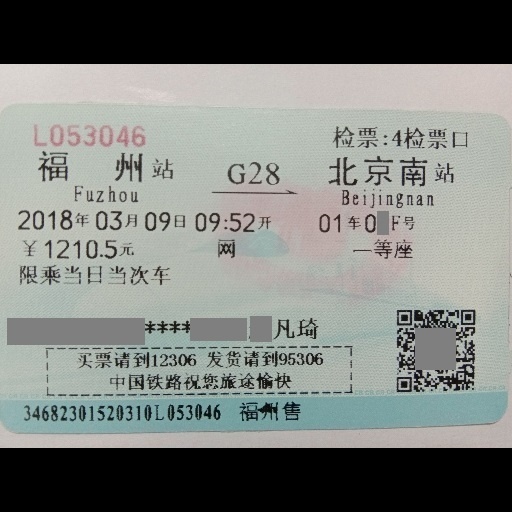 L053046 检票:4检票口
福州站 G28 北京南站
Fuzhou Beijingnan
2018年03月09日09:52开 01车0 F号
￥1210.5元 网 一等座
限乘当日当次车
**** 凡琦
买票请到12306 发货请到95306
中国铁路祝您旅途愉快
34682301520310L053046 福州售